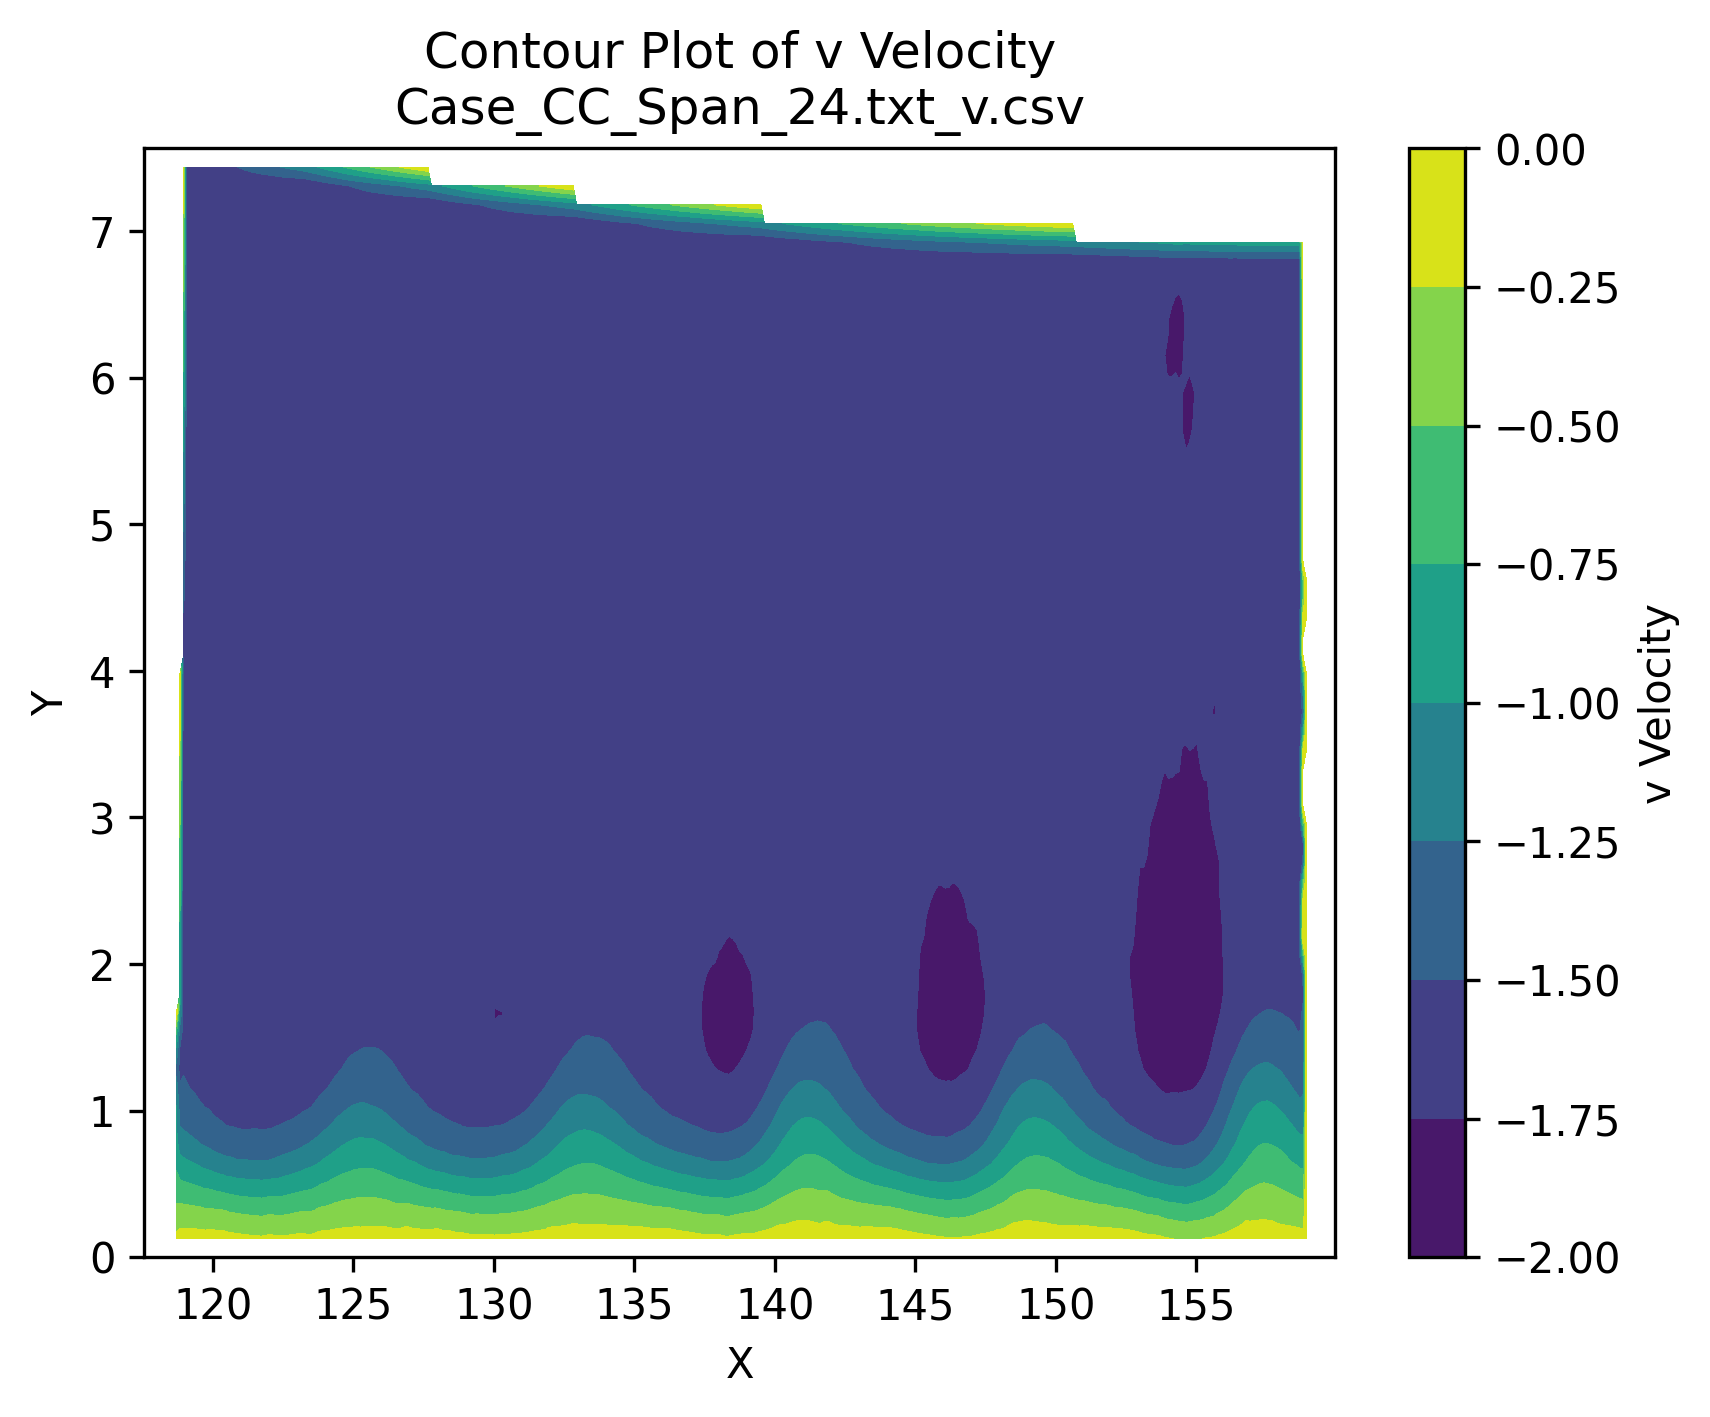 Contour Plot of v Velocity
Case_CC_Span_24.txt_v.csv
7
6
5
4
3
2
1
0
Y
120 125 130 135 140 145 150 155
X
0.00
−0.25
−0.50
−0.75
−1.00
−1.25
−1.50
−1.75
−2.00
v Velocity